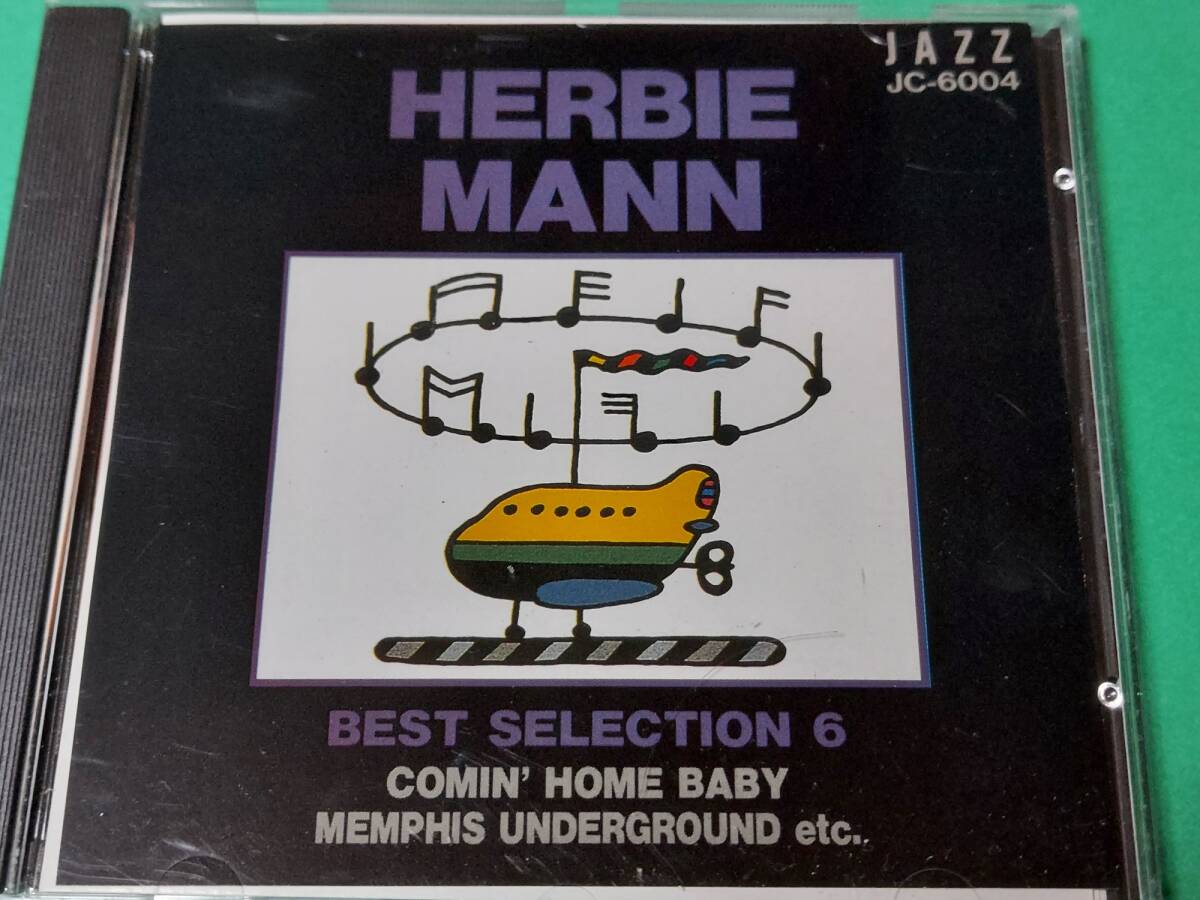 JAZZ
JC-6004
HERBIE
MANN
BEST SELECTION 6
COMIN' HOME BABY
MEMPHIS UNDERGROUND etc.